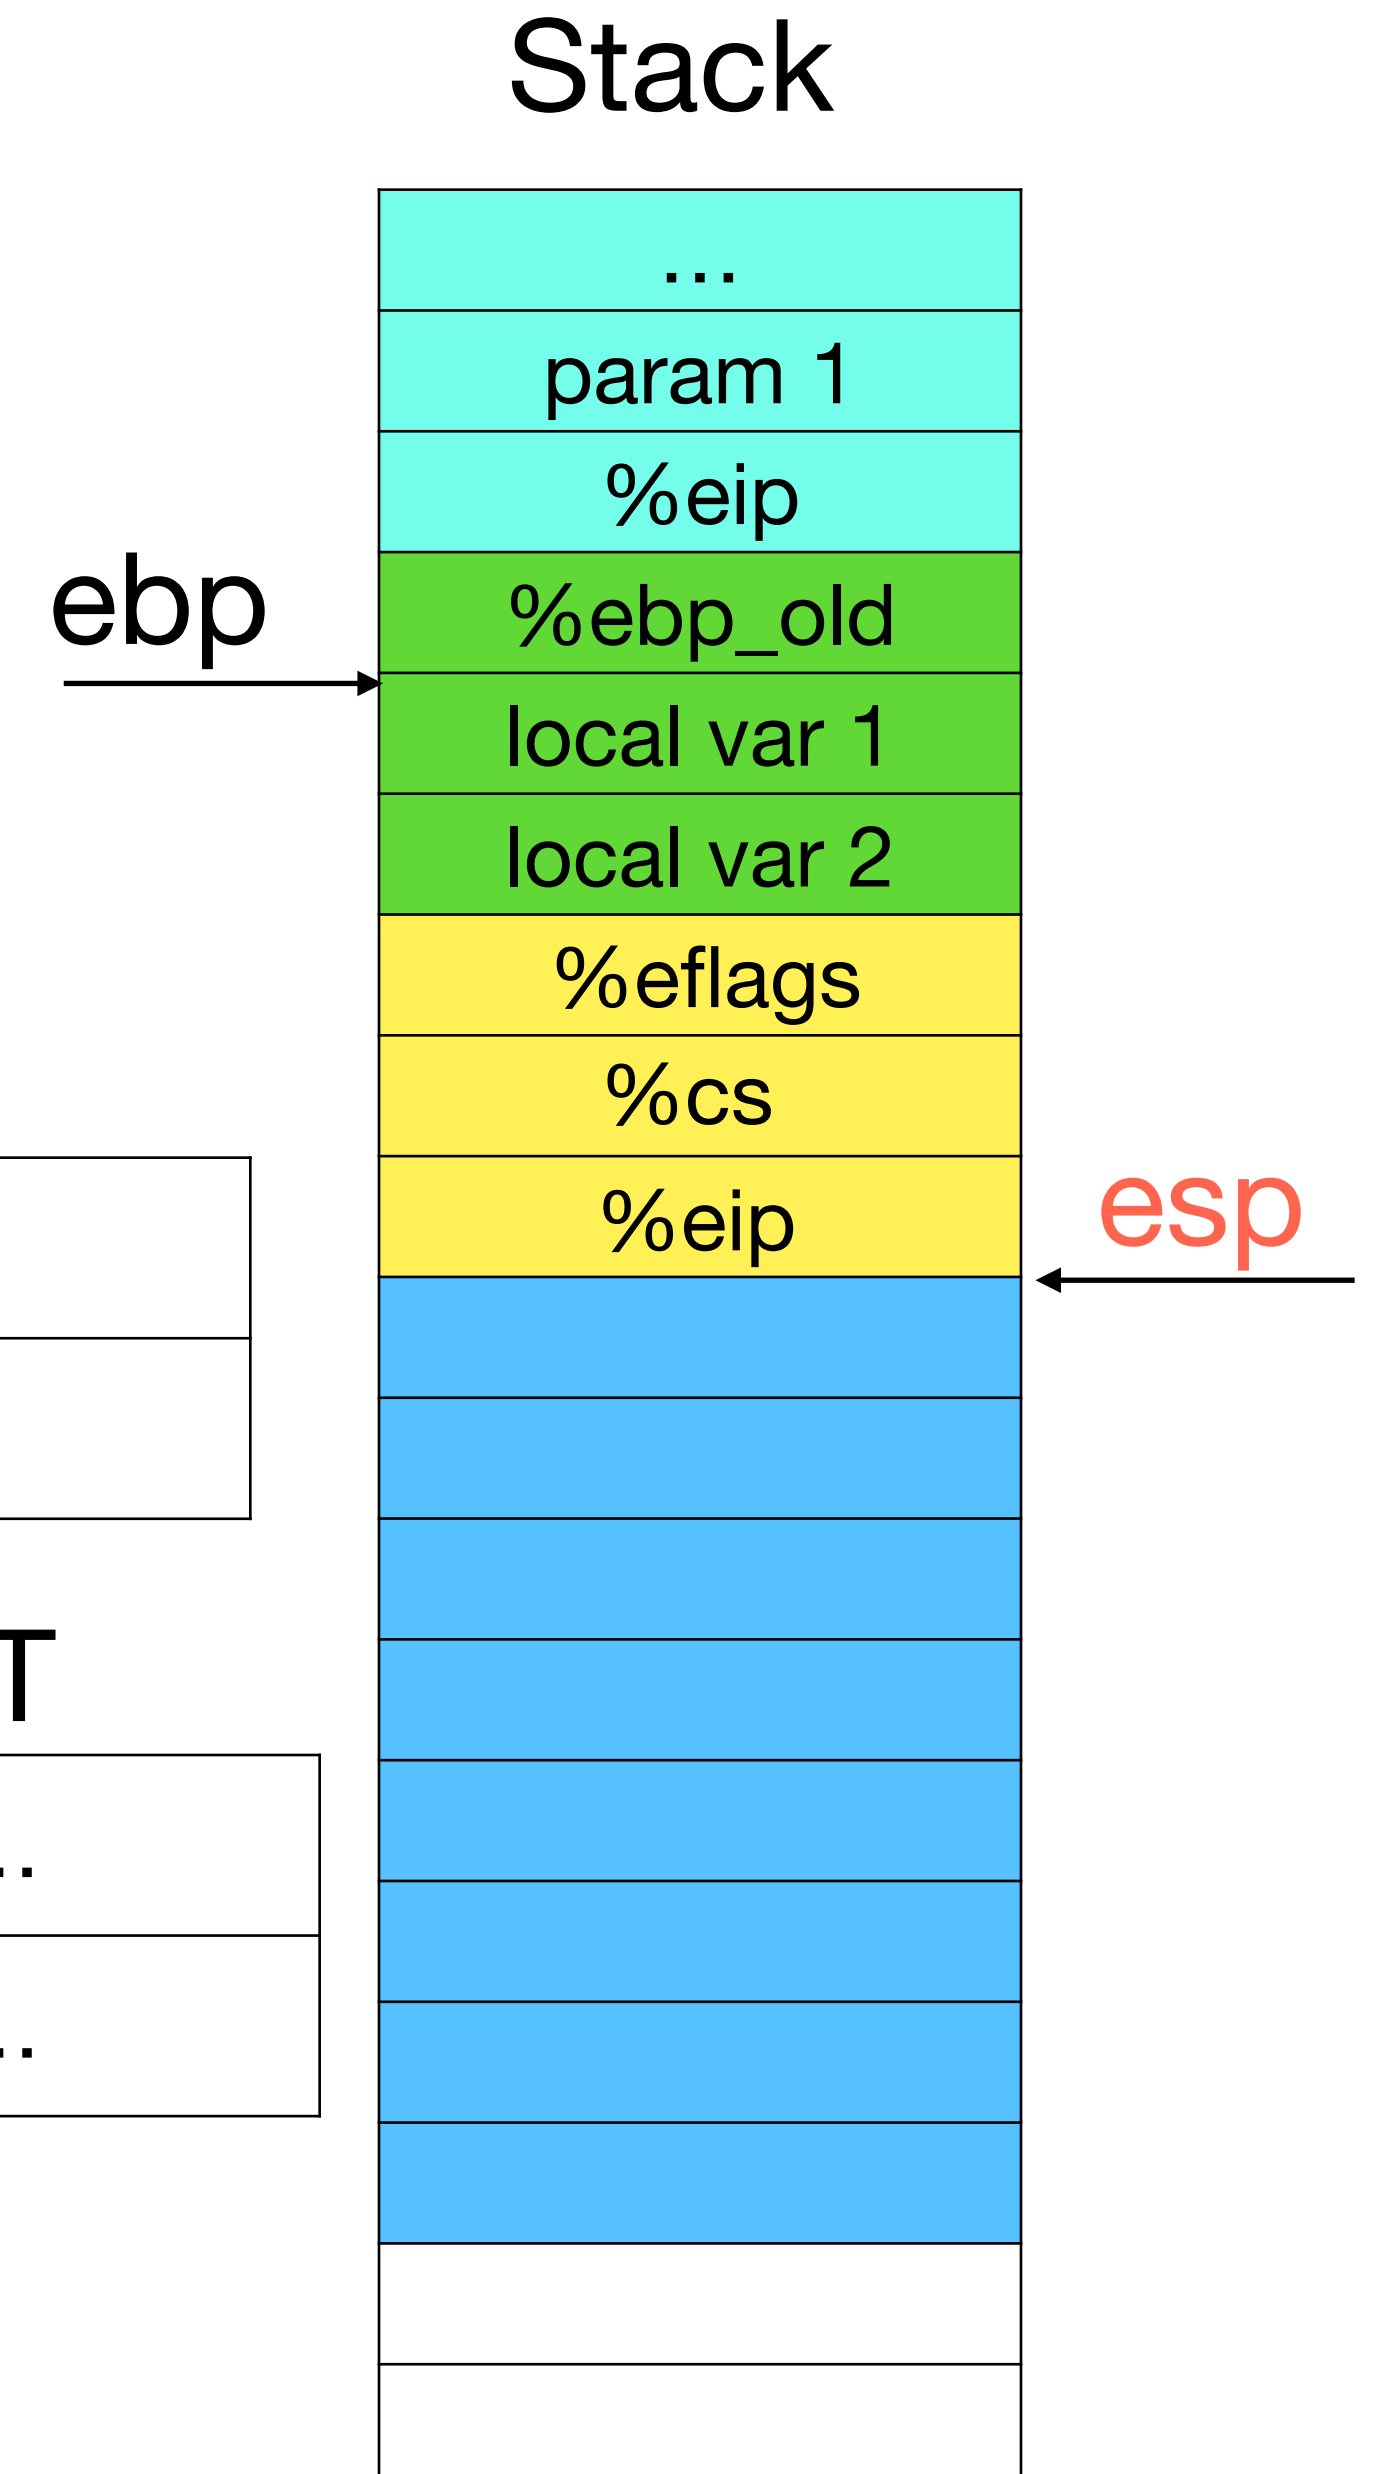 Stack
...
param 1
%eip
ebp
%ebp_old
local var 1
local var 2
%eflags
%cs
%eip
esp
T
..
..